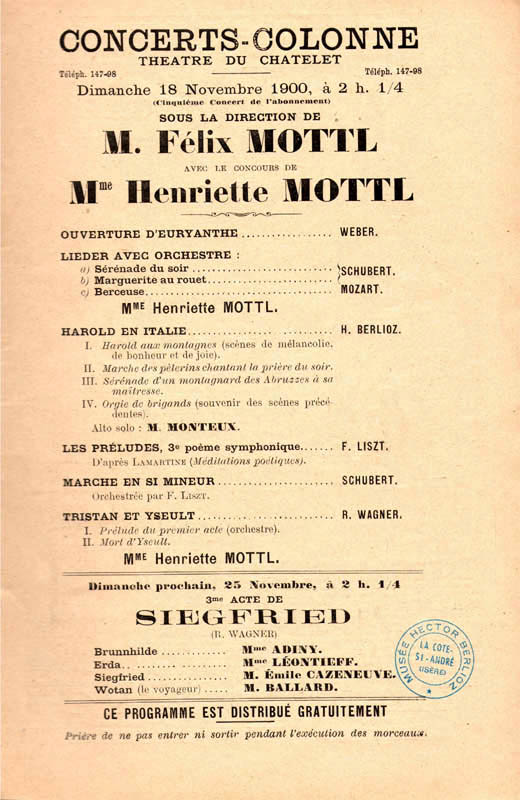 CONCERTS-COLONNE
THEATRE DU CHATELET
Téléph. 147-98
Téléph. 147-98
Dimanche 18 Novembre 1900, à 2 h. 1/4
(Cinquième Concert de l'abonnement)
SOUS LA DIRECTION DE
M. Félix MOTTL
AVEC LE CONCOURS DE
Mme Henriette MOTTL
OUVERTURE D'EURYANTHE ................ WEBER.
LIEDER AVEC ORCHESTRE :
a) Sérénade du soir ............................
b) Marguerite au rouet......................... } SCHUBERT.
c) Berceuse................................... MOZART.
MME Henriette MOTTL.
HAROLD EN ITALIE............... .......... H. BERLIOZ.
I. Harold aux montagnes (scènes de mélancolie,
de bonheur et de joie).
II. Marche des pèlerins chantant la prière du soir.
III. Sérénade d'un montagnard des Abruzzes à sa
maîtresse.
IV. Orgie de brigands (souvenir des scènes précé-
dentes).
Alto solo : M. MONTEUX.
LES PRÉLUDES, 3e poème symphonique...... F. LISZT.
D'après LAMARTINE (Méditations poétiques).
MARCHE EN SI MINEUR .................... SCHUBERT.
Orchestrée par F. LISZT.
TRISTAN ET YSEULT ....................... R. WAGNER.
I. Prélude du premier acte (orchestre).
II. Mort d'Yseult.
MME Henriette MOTTL.
Dimanche prochain, 25 Novembre, à 2 h. 1/4
3me ACTE DE
SIEGFRIED
(R. WAGNER)
Brunnhilde ............. Mme ADINY.
Erda.. ................. Mme LÉONTIEFF.
Siegfried ................ M. Émile CAZENEUVE.
Wotan (le voyageur) ..... M. BALLARD.
MUSÉE HECTOR BERLIOZ
LA COTE-
St-ANDRÉ
(ISÈRE)
CE PROGRAMME EST DISTRIBUÉ GRATUITEMENT
Prière de ne pas entrer ni sortir pendant l'exécution des morceaux.